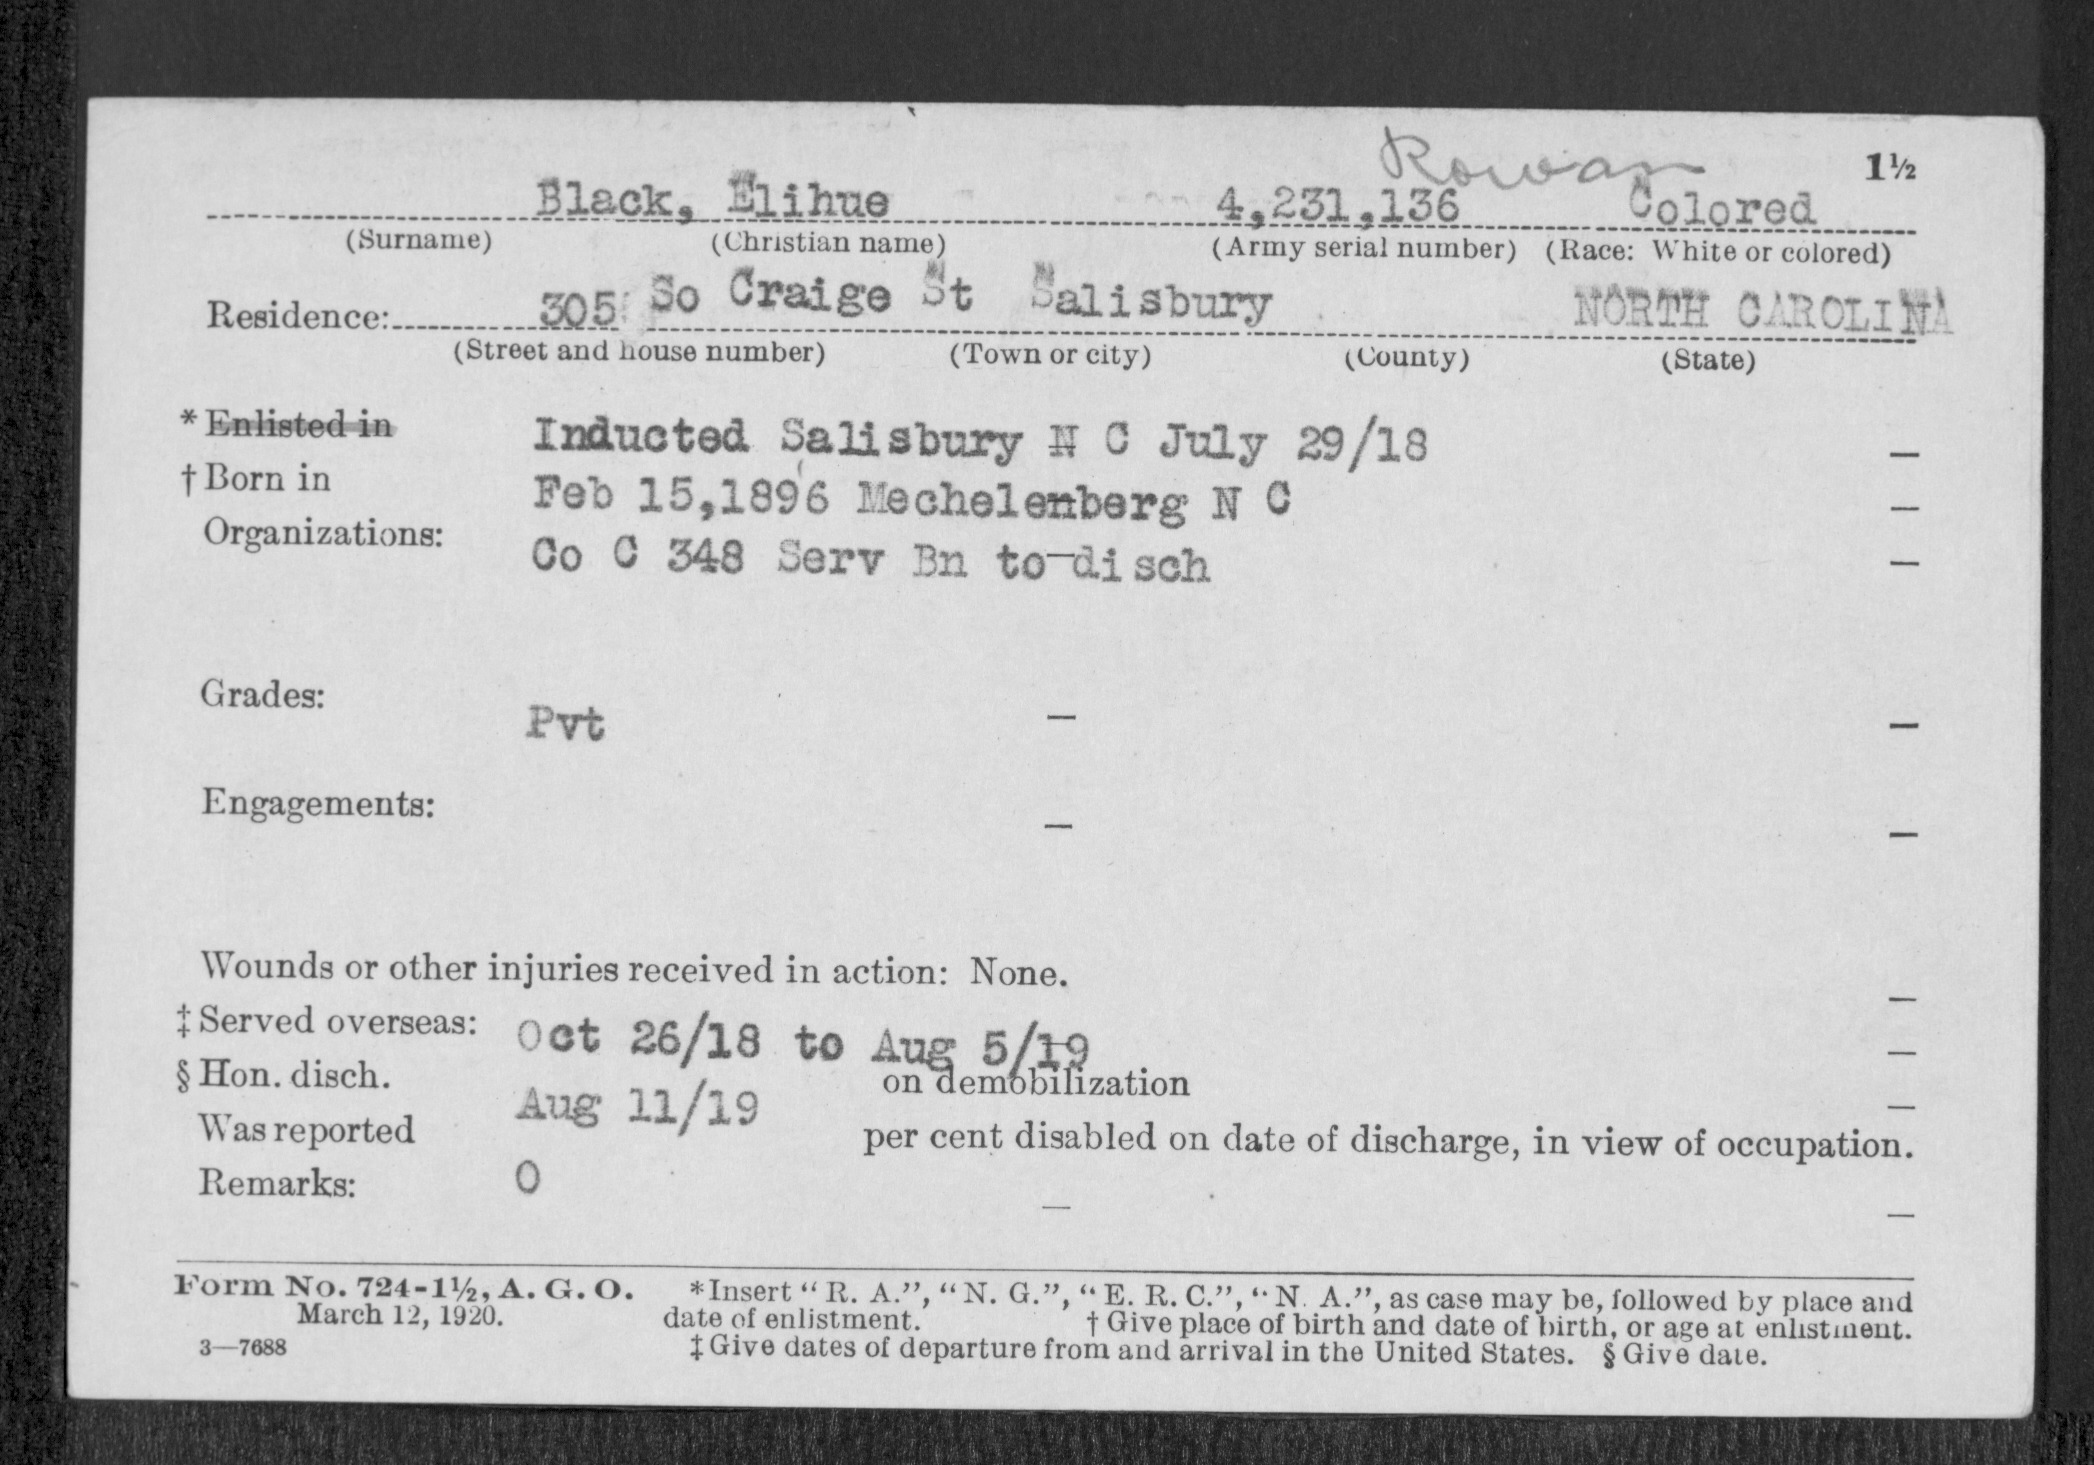 Rowan 1½
Black, Elihue 4,231,136 Colored
(Surname) (Christian name) (Army serial number) (Race: White or colored)
Residence: 305 So Craige St Salisbury NORTH CAROLINA
(Street and house number) (Town or city) (County) (State)
* Enlisted in Inducted Salisbury N C July 29/18 —
† Born in Feb 15,1896 Mechelenberg N C —
Organizations: Co C 348 Serv Bn to-disch —
Grades: Pvt — —
Engagements: — —
Wounds or other injuries received in action: None. —
‡ Served overseas: Oct 26/18 to Aug 5/19 —
§ Hon. disch. Aug 11/19 on demobilization —
Was reported 0 per cent disabled on date of discharge, in view of occupation.
Remarks: — —
Form No. 724-1½, A. G. O. *Insert "R. A.", "N. G.", "E. R. C.", "N. A.", as case may be, followed by place and
March 12, 1920. date of enlistment. † Give place of birth and date of birth, or age at enlistment.
3—7688 ‡ Give dates of departure from and arrival in the United States. § Give date.